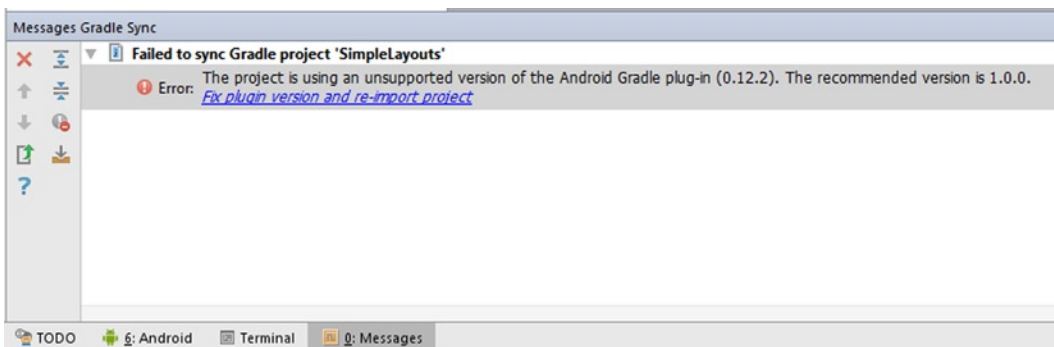 Messages Gradle Sync
Failed to sync Gradle project 'SimpleLayouts'
Error: The project is using an unsupported version of the Android Gradle plug-in (0.12.2). The recommended version is 1.0.0.
Fix plugin version and re-import project
TODO 6: Android Terminal 0: Messages